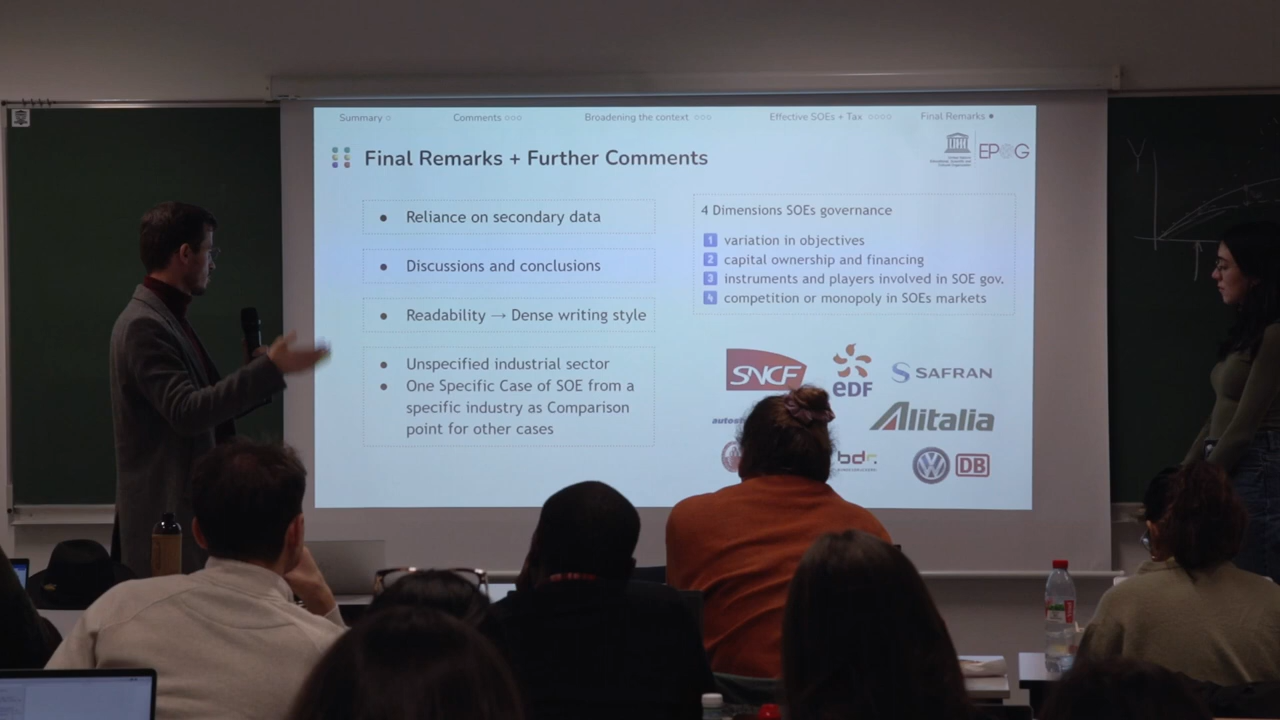 Summary
Comments
Broadening the context
Effective SOEs + Tax
Final Remarks
Final Remarks + Further Comments
EPOG
Reliance on secondary data
Discussions and conclusions
Readability → Dense writing style
Unspecified industrial sector
One Specific Case of SOE from a
specific industry as Comparison
point for other cases
4 Dimensions SOEs governance
1 variation in objectives
2 capital ownership and financing
3 instruments and players involved in SOE gov.
4 competition or monopoly in SOEs markets
SNCF
eDF
SAFRAN
Alitalia
bdr
DB
Y